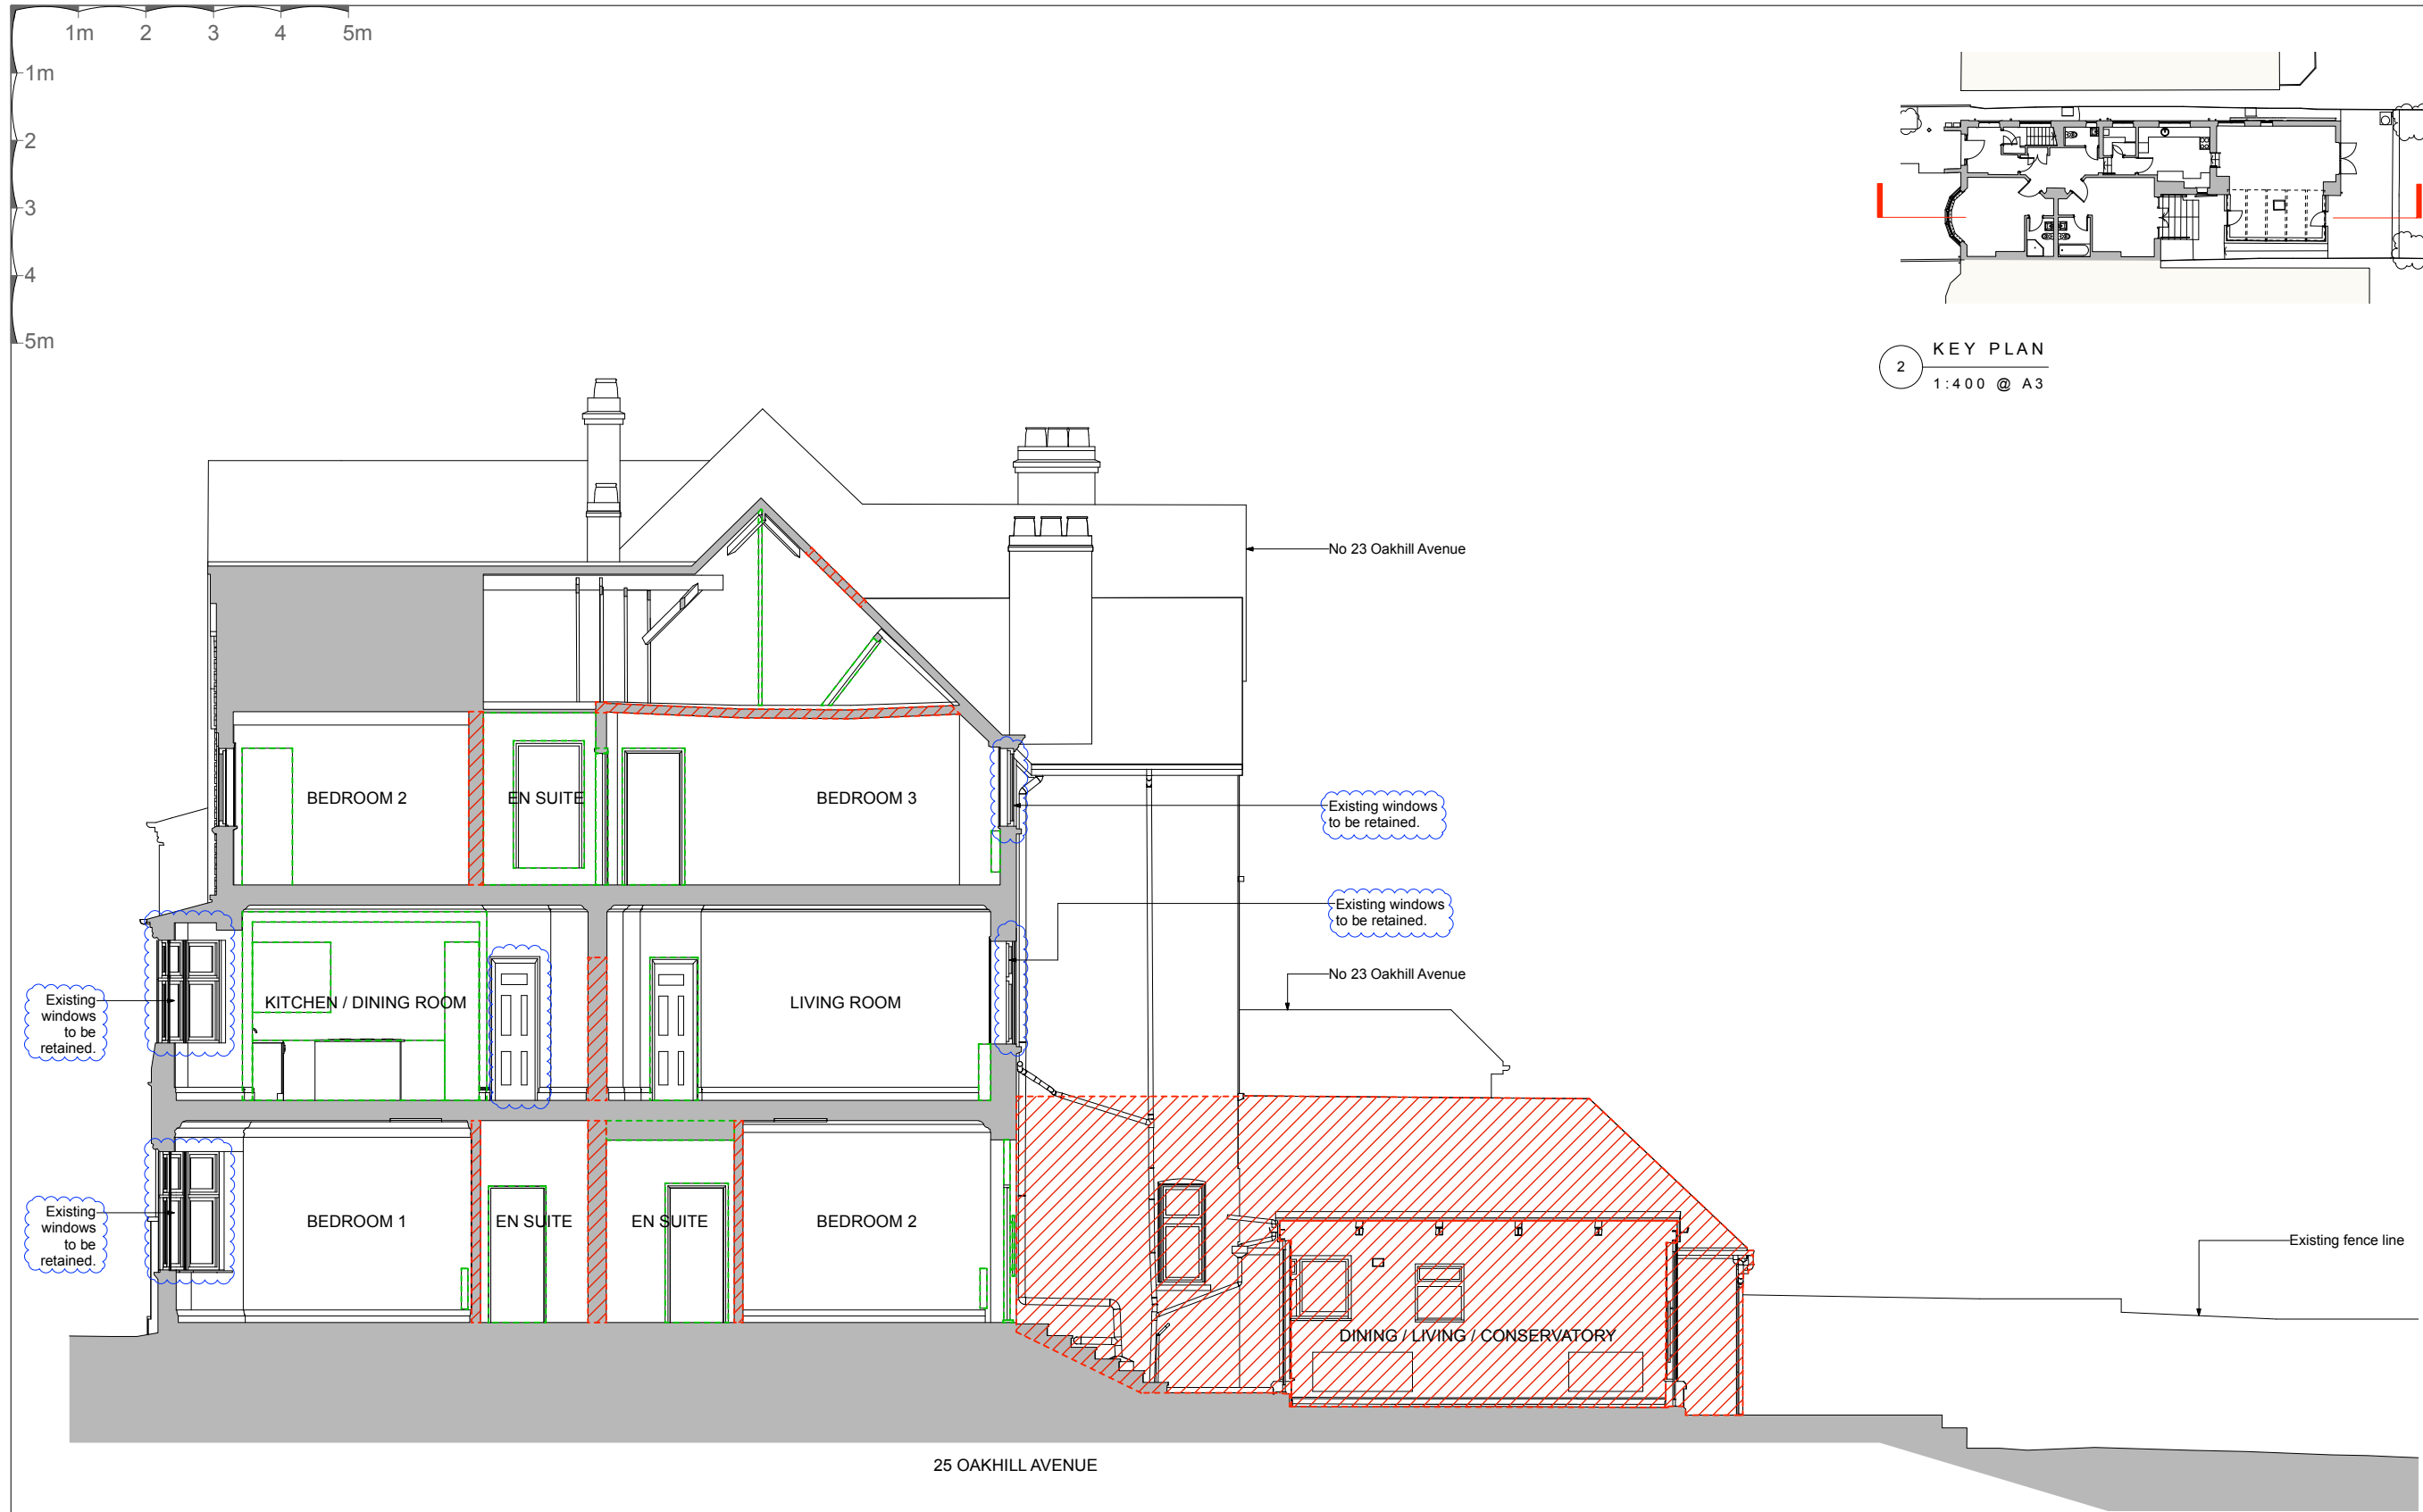 1m 2 3 4 5m
1m
2
3
4
5m
2
KEY PLAN
1:400 @ A3
No 23 Oakhill Avenue
BEDROOM 2
EN SUITE
BEDROOM 3
Existing windows
to be retained.
Existing windows
to be retained.
No 23 Oakhill Avenue
Existing
windows
to be
retained.
KITCHEN / DINING ROOM
LIVING ROOM
Existing
windows
to be
retained.
BEDROOM 1
EN SUITE
EN SUITE
BEDROOM 2
Existing fence line
DINING / LIVING / CONSERVATORY
25 OAKHILL AVENUE